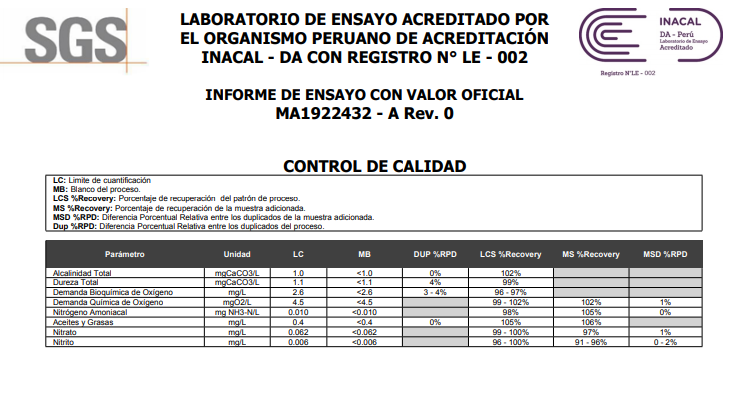 SGS
LABORATORIO DE ENSAYO ACREDITADO POR
EL ORGANISMO PERUANO DE ACREDITACIÓN
INACAL - DA CON REGISTRO N° LE - 002
INACAL
DA - Perú
Laboratorio de Ensayo
Acreditado
Registro N°LE - 002
INFORME DE ENSAYO CON VALOR OFICIAL
MA1922432 - A Rev. 0
CONTROL DE CALIDAD
LC: Limite de cuantificación
MB: Blanco del proceso.
LCS %Recovery: Porcentaje de recuperación del patrón de proceso.
MS %Recovery: Porcentaje de recuperación de la muestra adicionada.
MSD %RPD: Diferencia Porcentual Relativa entre los duplicados de la muestra adicionada.
Dup %RPD: Diferencia Porcentual Relativa entre los duplicados del proceso.
Parámetro Unidad LC MB DUP %RPD LCS %Recovery MS %Recovery MSD %RPD
Alcalinidad Total mgCaCO3/L 1.0 <1.0 0% 102%
Dureza Total mgCaCO3/L 1.1 <1.1 4% 99%
Demanda Bioquímica de Oxígeno mg/L 2.6 <2.6 3 - 4% 96 - 97%
Demanda Química de Oxígeno mgO2/L 4.5 <4.5 99 - 102% 102% 1%
Nitrógeno Amoniacal mg NH3-N/L 0.010 <0.010 98% 105% 0%
Aceites y Grasas mg/L 0.4 <0.4 0% 105% 106%
Nitrato mg/L 0.062 <0.062 99 - 100% 97% 1%
Nitrito mg/L 0.006 <0.006 96 - 100% 91 - 96% 0 - 2%